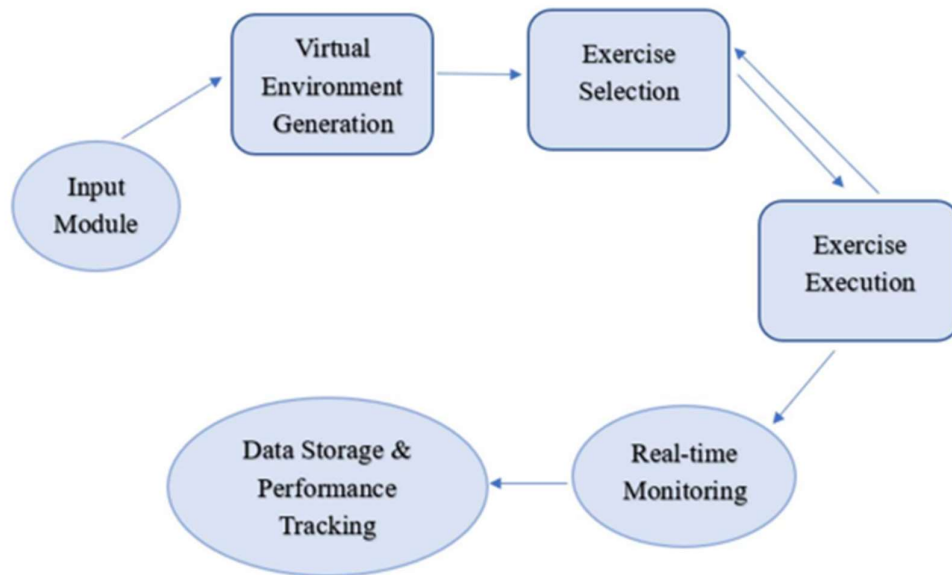 Virtual
Environment
Generation
Exercise
Selection
Input
Module
Exercise
Execution
Data Storage &
Performance
Tracking
Real-time
Monitoring